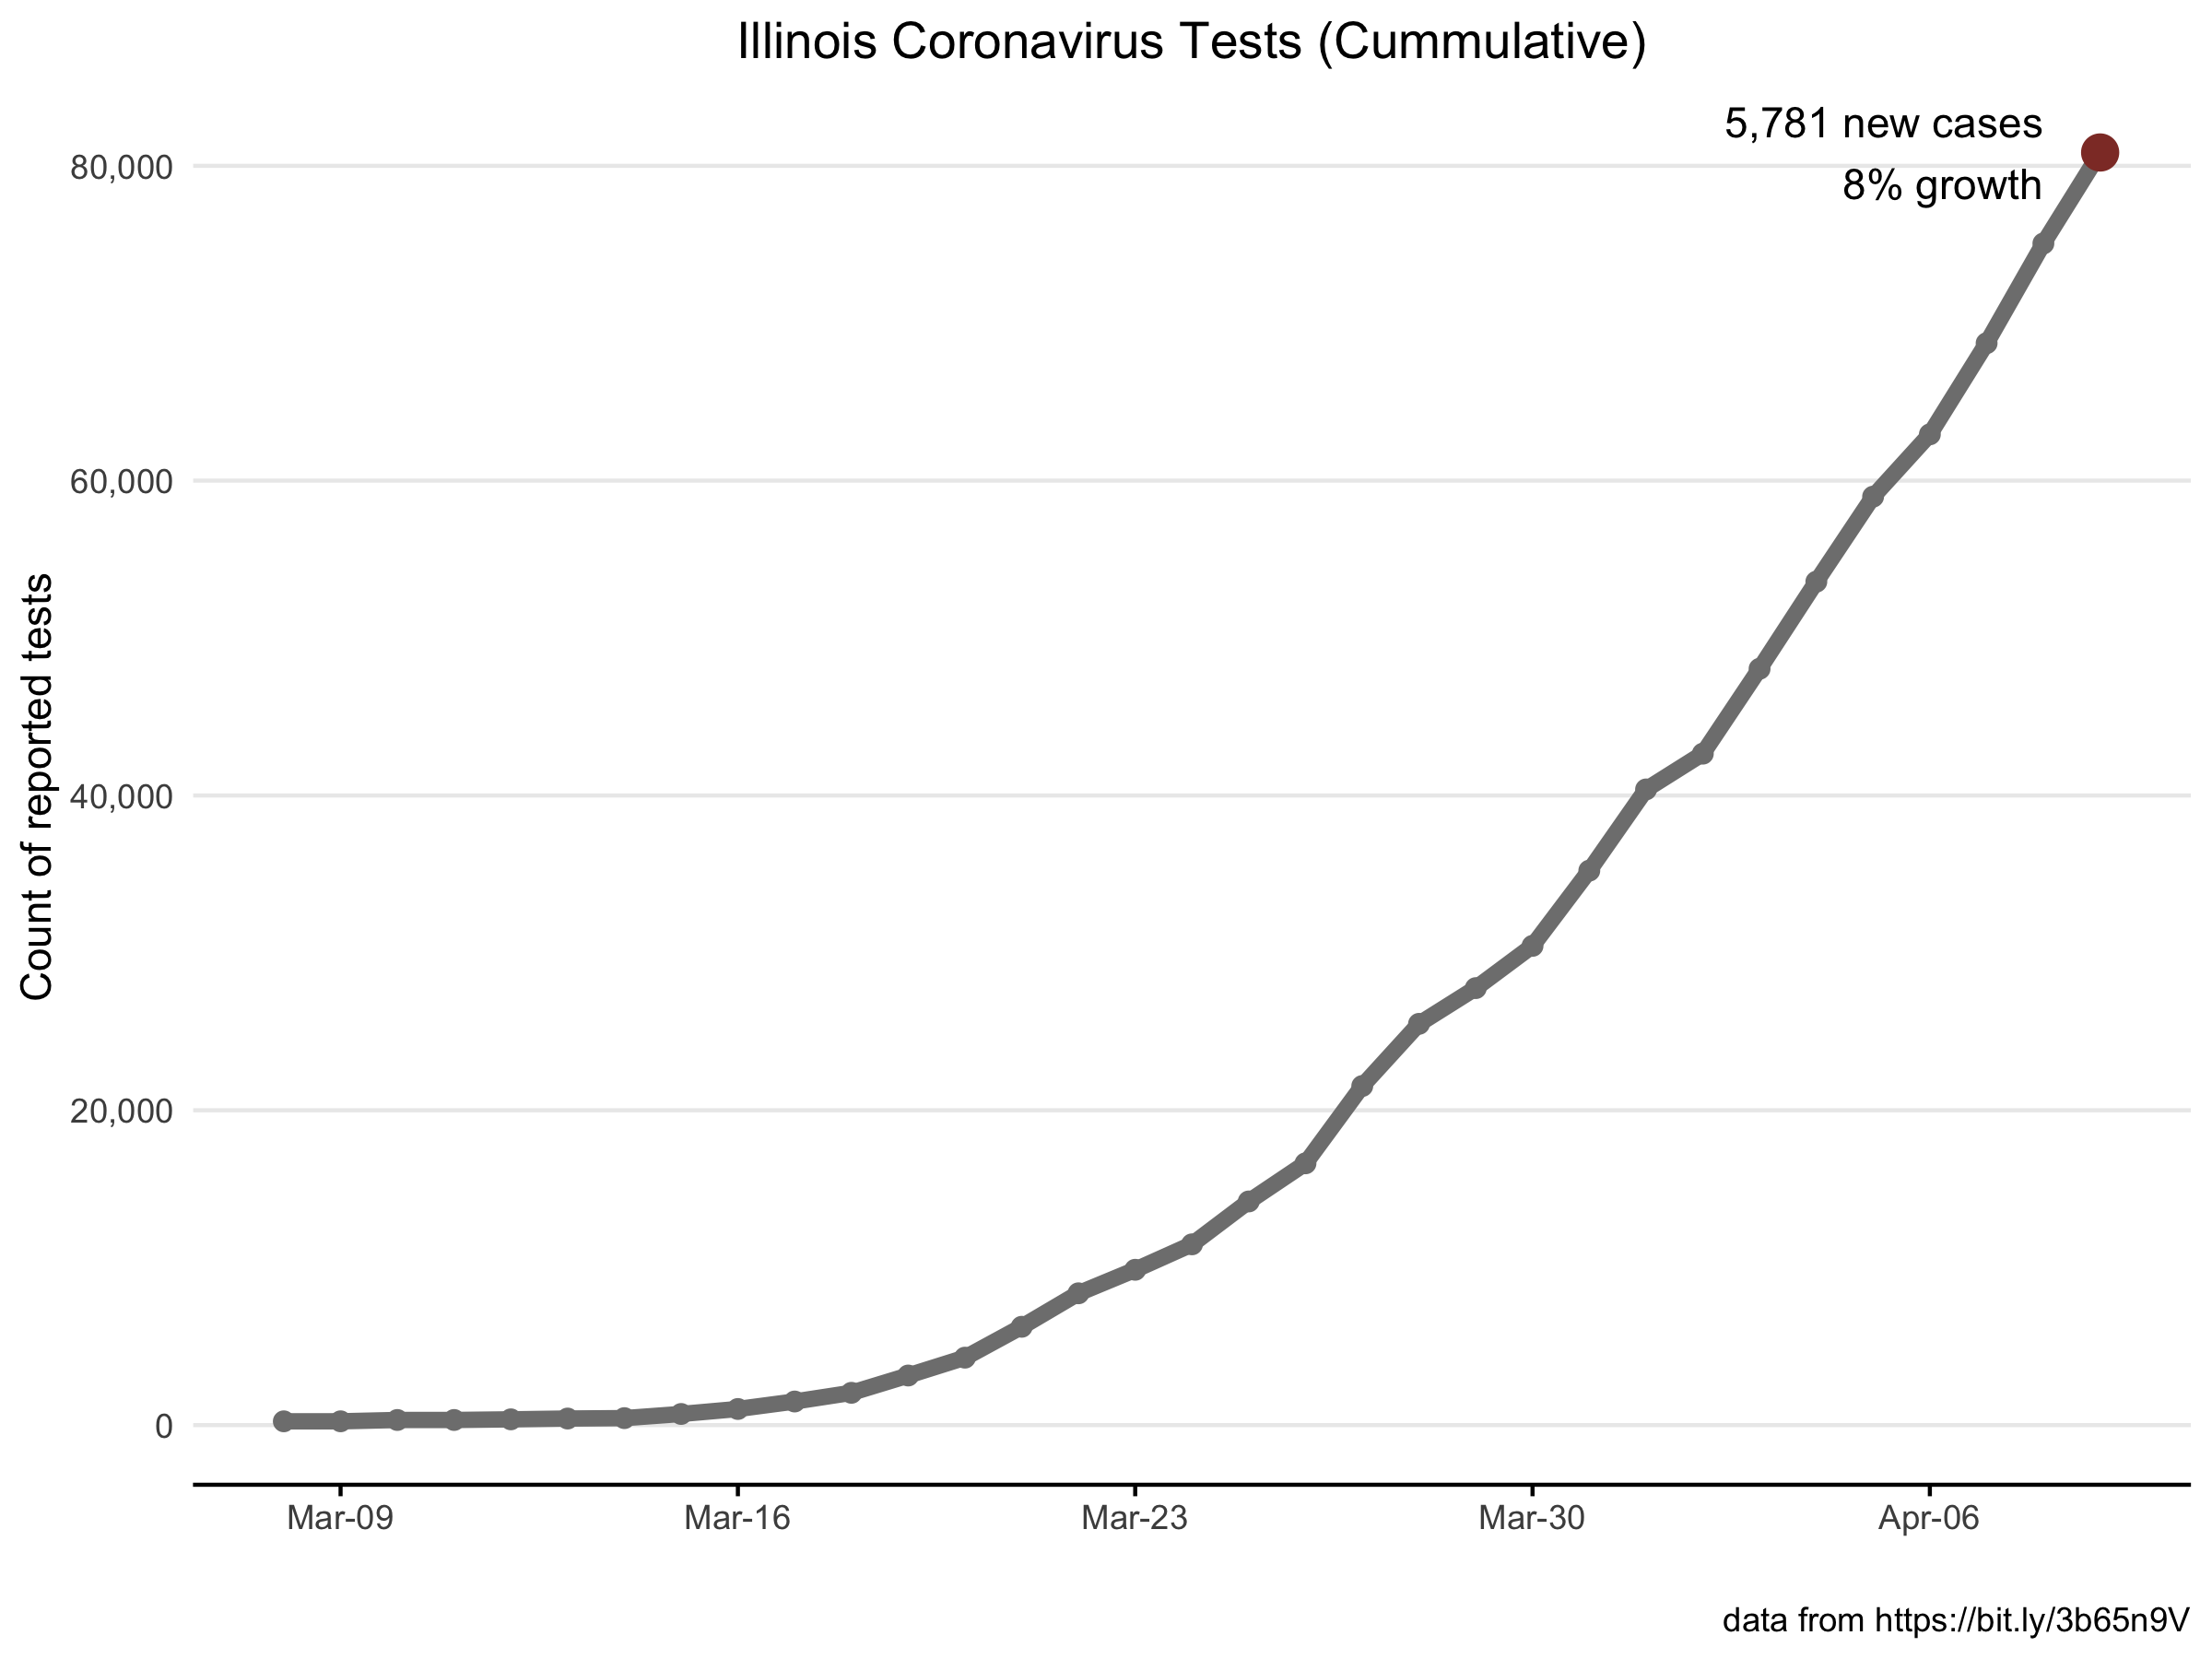 Illinois Coronavirus Tests (Cummulative)
5,781 new cases
8% growth
80,000
60,000
40,000
20,000
0
Count of reported tests
Mar-09
Mar-16
Mar-23
Mar-30
Apr-06
data from https://bit.ly/3b65n9V